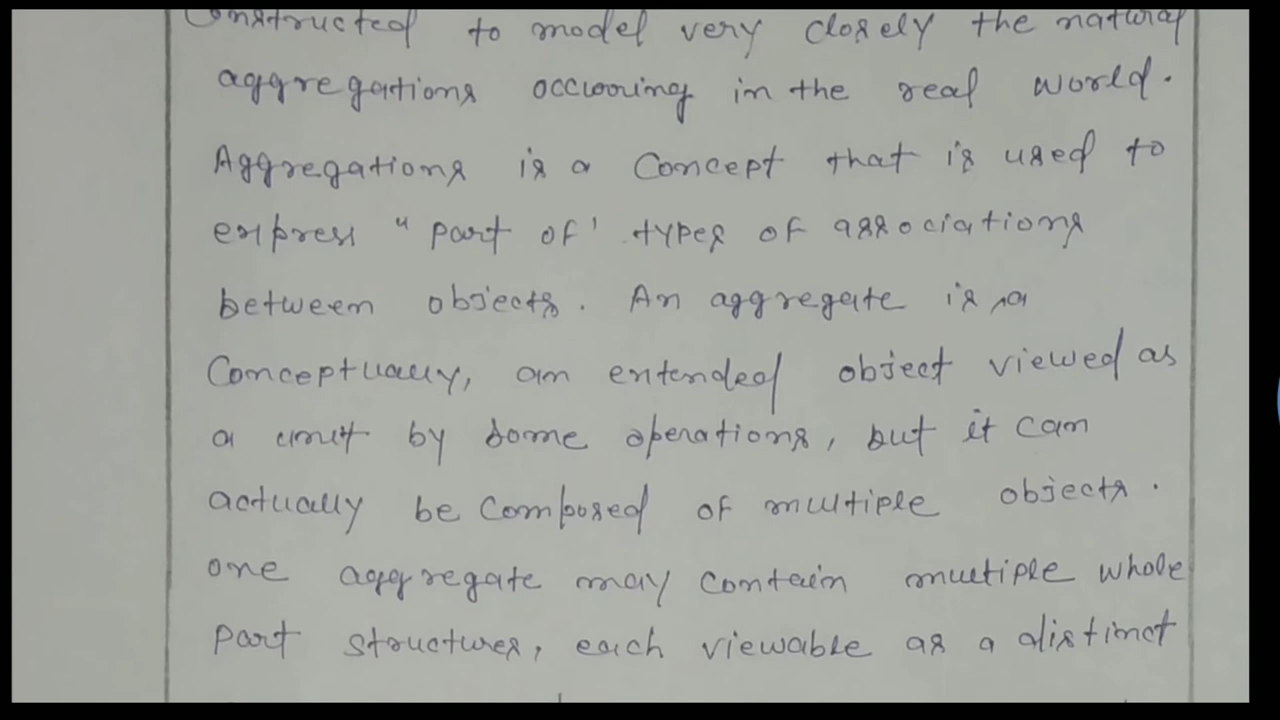 Constructed to model very closely the natural
aggregations occurring in the real world.
Aggregations is a Concept that is used to
express "part of' types of associations
between objects. An aggregate is a
Conceptually, an extended object viewed as
a unit by some operations, but it can
actually be Composed of multiple objects.
one aggregate may contain multiple whole
part structures, each viewable as a distinct